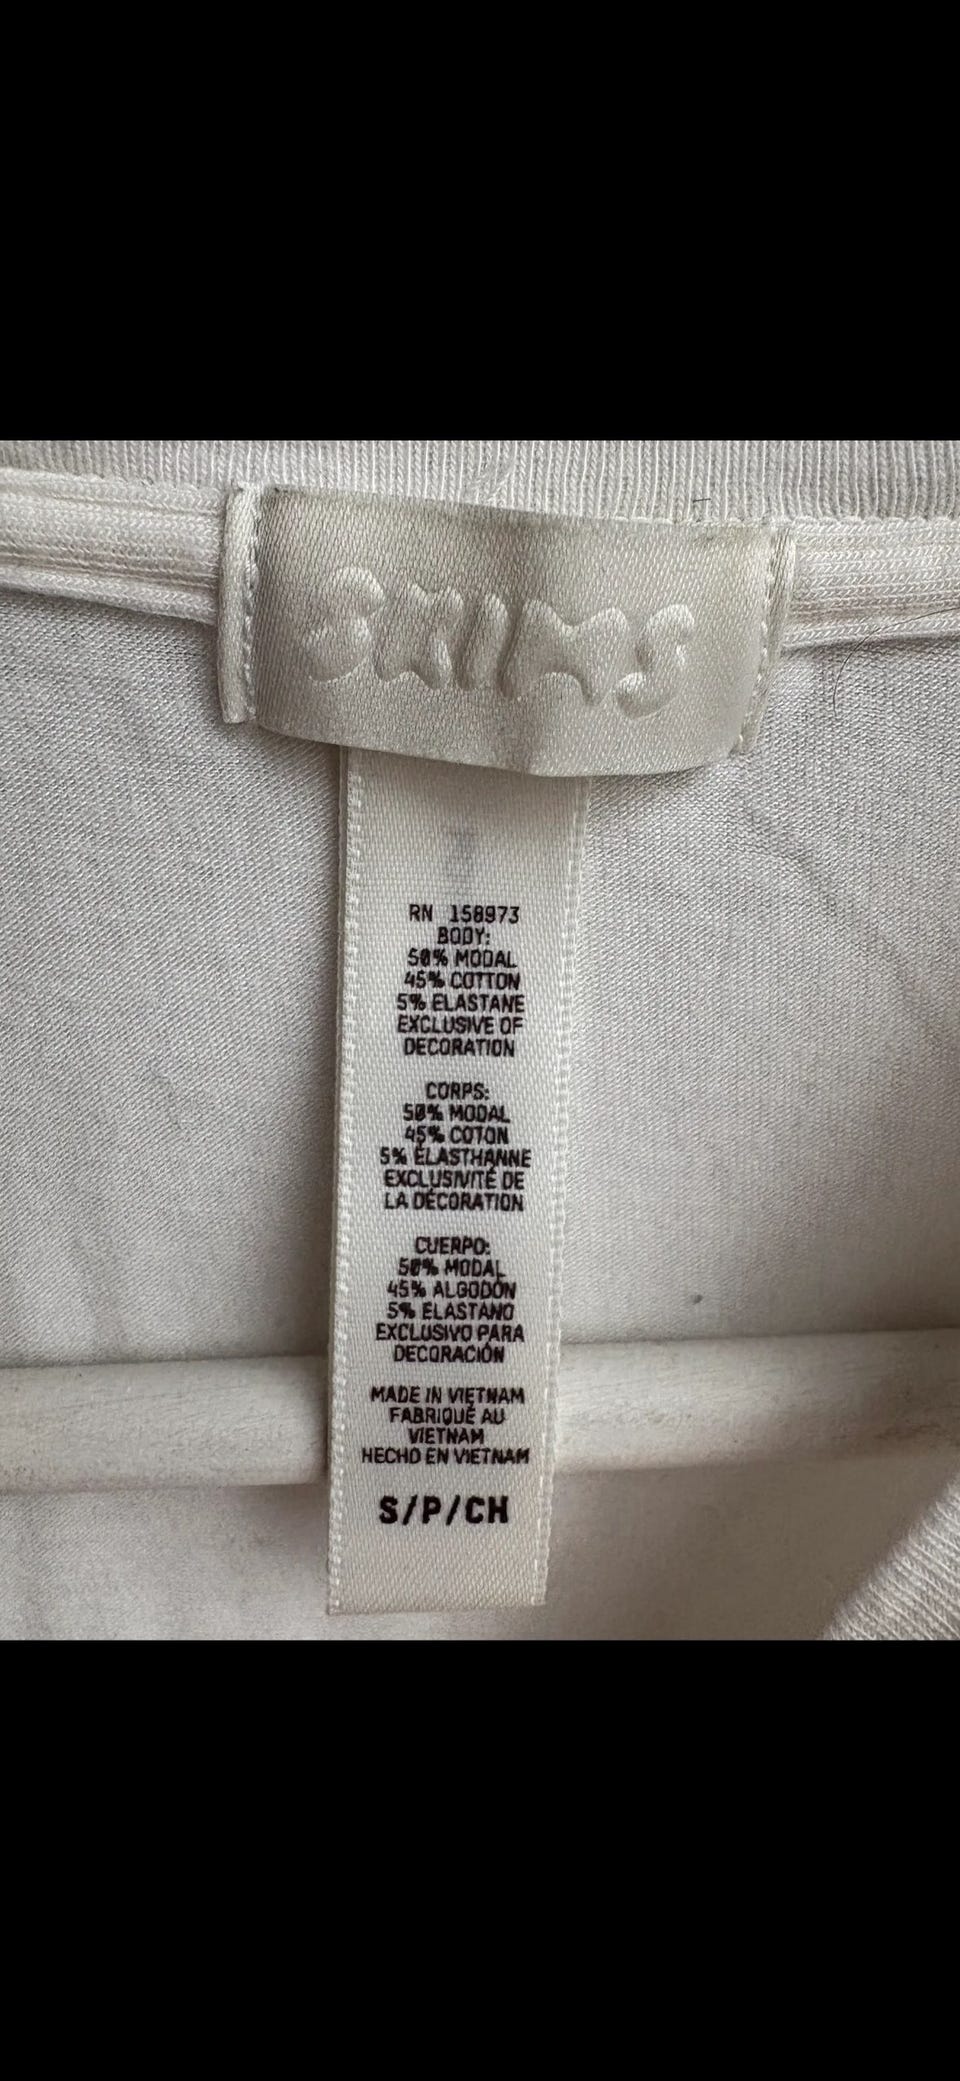 SKIMS
RN 158973
BODY:
50% MODAL
45% COTTON
5% ELASTANE
EXCLUSIVE OF
DECORATION
CORPS:
50% MODAL
45% COTON
5% ÉLASTHANNE
EXCLUSIVITÉ DE
LA DÉCORATION
CUERPO:
50% MODAL
45% ALGODÓN
5% ELASTANO
EXCLUSIVO PARA
DECORACIÓN
MADE IN VIETNAM
FABRIQUÉ AU
VIETNAM
HECHO EN VIETNAM
S/P/CH